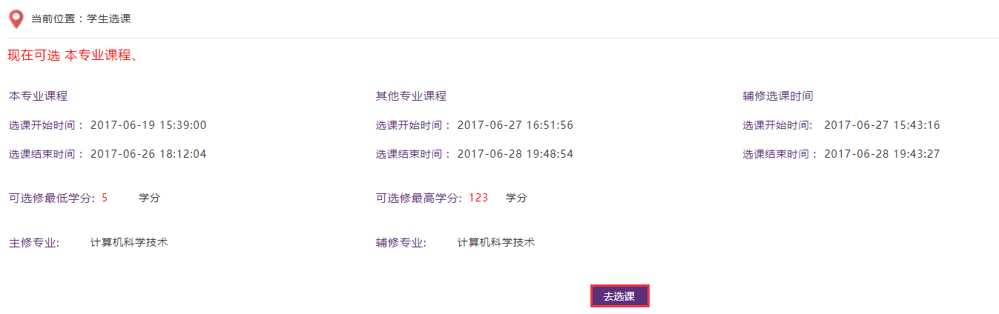 当前位置：学生选课
现在可选 本专业课程、
本专业课程 其他专业课程 辅修选课时间
选课开始时间： 2017-06-19 15:39:00 选课开始时间： 2017-06-27 16:51:56 选课开始时间: 2017-06-27 15:43:16
选课结束时间： 2017-06-26 18:12:04 选课结束时间： 2017-06-28 19:48:54 选课结束时间： 2017-06-28 19:43:27
可选修最低学分: 5 学分 可选修最高学分: 123 学分
主修专业: 计算机科学技术 辅修专业: 计算机科学技术
去选课